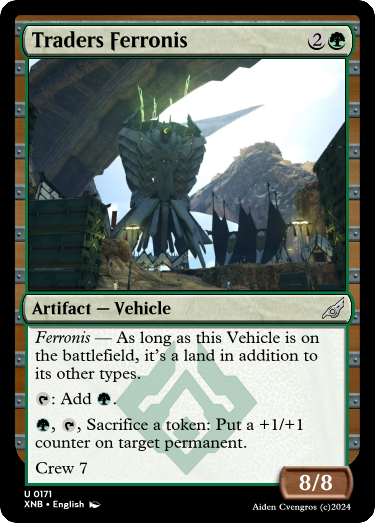 Traders Ferronis 2
Artifact — Vehicle
Ferronis — As long as this Vehicle is on
the battlefield, it's a land in addition to
its other types.
: Add .
, , Sacrifice a token: Put a +1/+1
counter on target permanent.
Crew 7
8/8
U 0171
XNB • English
Aiden Cvengros (c)2024